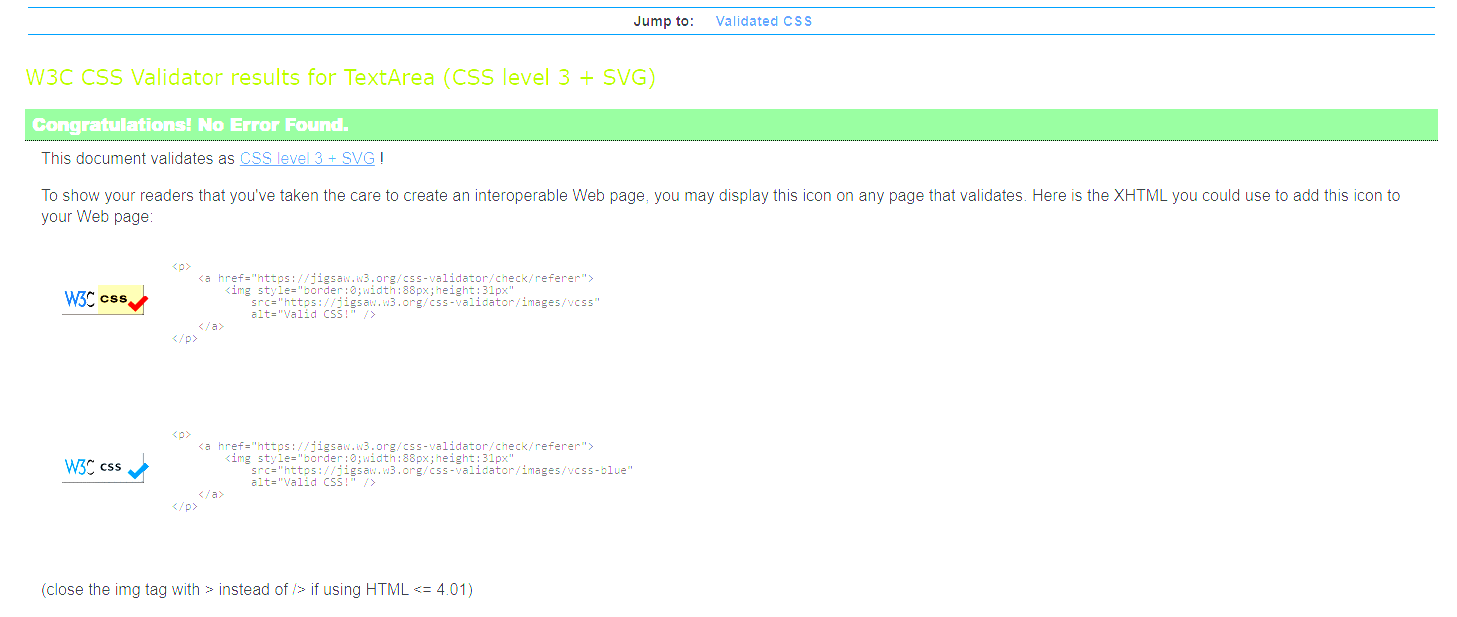 Jump to: Validated CSS
W3C CSS Validator results for TextArea (CSS level 3 + SVG)
Congratulations! No Error Found.
This document validates as CSS level 3 + SVG !
To show your readers that you've taken the care to create an interoperable Web page, you may display this icon on any page that validates. Here is the XHTML you could use to add this icon to
your Web page:
<p>
<a href="https://jigsaw.w3.org/css-validator/check/referer">
<img style="border:0;width:88px;height:31px"
W3C css
src="https://jigsaw.w3.org/css-validator/images/vcss"
alt="Valid CSS!" />
</a>
</p>
<p>
<a href="https://jigsaw.w3.org/css-validator/check/referer">
<img style="border:0;width:88px;height:31px"
W3C css
src="https://jigsaw.w3.org/css-validator/images/vcss-blue"
alt="Valid CSS!" />
</a>
</p>
(close the img tag with > instead of /> if using HTML <= 4.01)